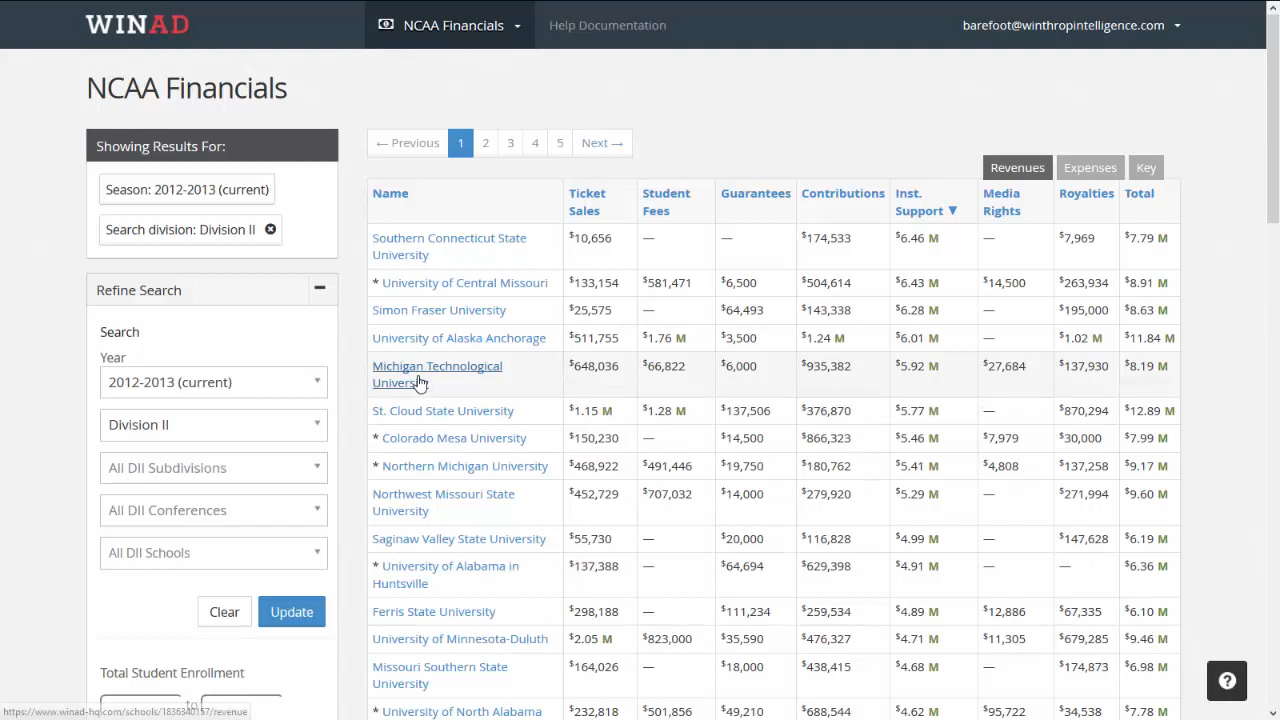 WINAD
NCAA Financials
Help Documentation
barefoot@winthropintelligence.com
NCAA Financials
Showing Results For:
Season: 2012-2013 (current)
Search division: Division II
Refine Search
Search
Year
2012-2013 (current)
Division II
All DII Subdivisions
All DII Conferences
All DII Schools
Clear Update
Total Student Enrollment
to
← Previous 1 2 3 4 5 Next →
Revenues Expenses Key
Name Ticket Sales Student Fees Guarantees Contributions Inst. Support ▼ Media Rights Royalties Total
Southern Connecticut State University $10,656 — — $174,533 $6.46 M — $7,969 $7.79 M
* University of Central Missouri $133,154 $581,471 $6,500 $504,614 $6.43 M $14,500 $263,934 $8.91 M
Simon Fraser University $25,575 — $64,493 $143,338 $6.28 M — $195,000 $8.63 M
University of Alaska Anchorage $511,755 $1.76 M $3,500 $1.24 M $6.01 M — $1.02 M $11.84 M
Michigan Technological University $648,036 $66,822 $6,000 $935,382 $5.92 M $27,684 $137,930 $8.19 M
St. Cloud State University $1.15 M $1.28 M $137,506 $376,870 $5.77 M — $870,294 $12.89 M
* Colorado Mesa University $150,230 — $14,500 $866,323 $5.46 M $7,979 $30,000 $7.99 M
* Northern Michigan University $468,922 $491,446 $19,750 $180,762 $5.41 M $4,808 $137,258 $9.17 M
Northwest Missouri State University $452,729 $707,032 $14,000 $279,920 $5.29 M — $271,994 $9.60 M
Saginaw Valley State University $55,730 — $20,000 $116,828 $4.99 M — $147,628 $6.19 M
* University of Alabama in Huntsville $137,388 — $64,694 $629,398 $4.91 M — — $6.36 M
Ferris State University $298,188 — $111,234 $259,534 $4.89 M $12,636 $67,335 $6.10 M
University of Minnesota-Duluth $2.05 M $823,000 $35,590 $476,327 $4.71 M $11,305 $679,285 $9.46 M
Missouri Southern State University $164,026 — $18,000 $438,415 $4.68 M — $174,873 $6.98 M
* University of North Alabama $232,818 $501,856 $49,210 $688,544 $4.62 M $95,722 $34,538 $7.78 M
https://www.winad-hq.com/schools/1836340157/revenue